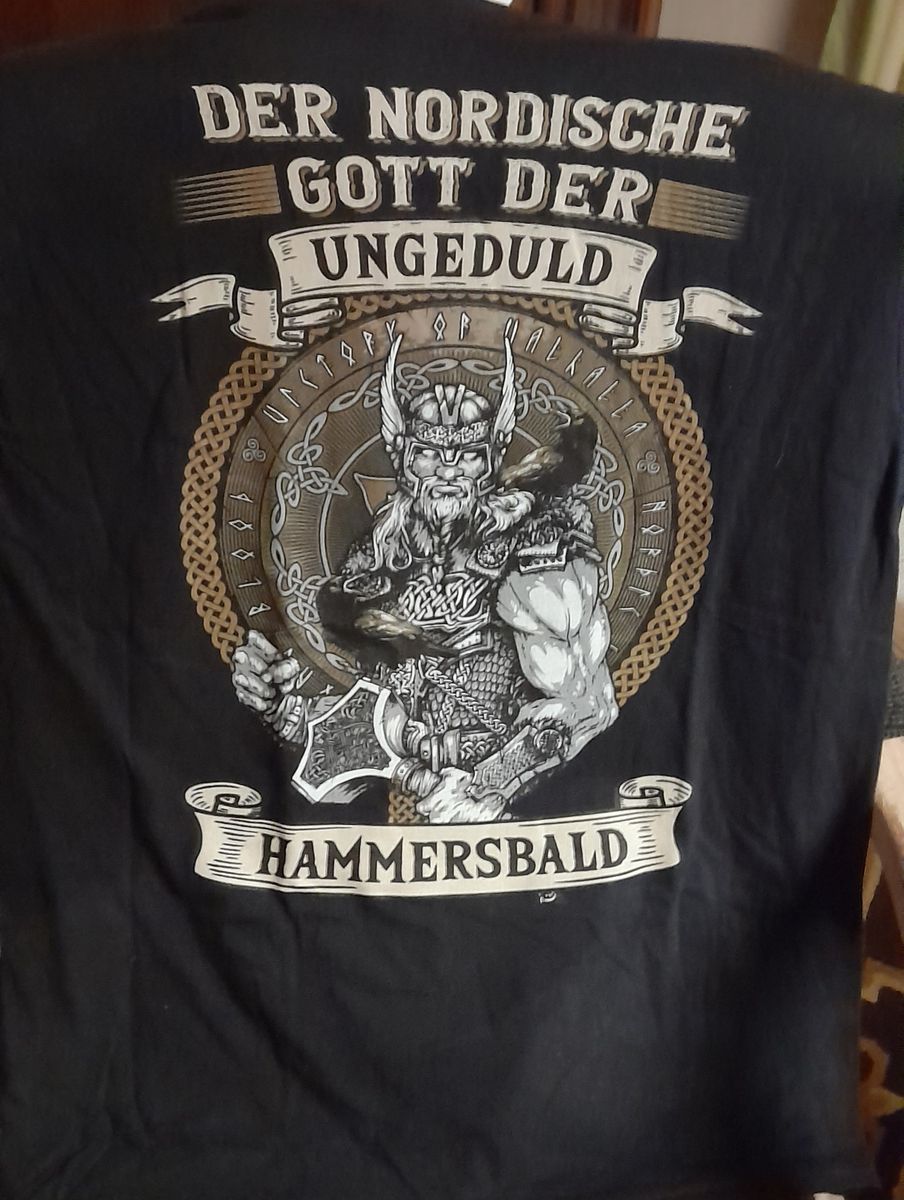 DER NORDISCHE
GOTT DER
UNGEDULD
HAMMERSBALD